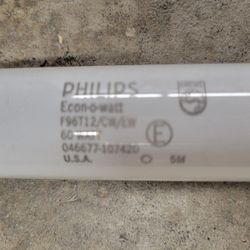 PHILIPS
Econ-o-watt
F96T12/CW/EW
60
046677-107420
U.S.A.
E
5M